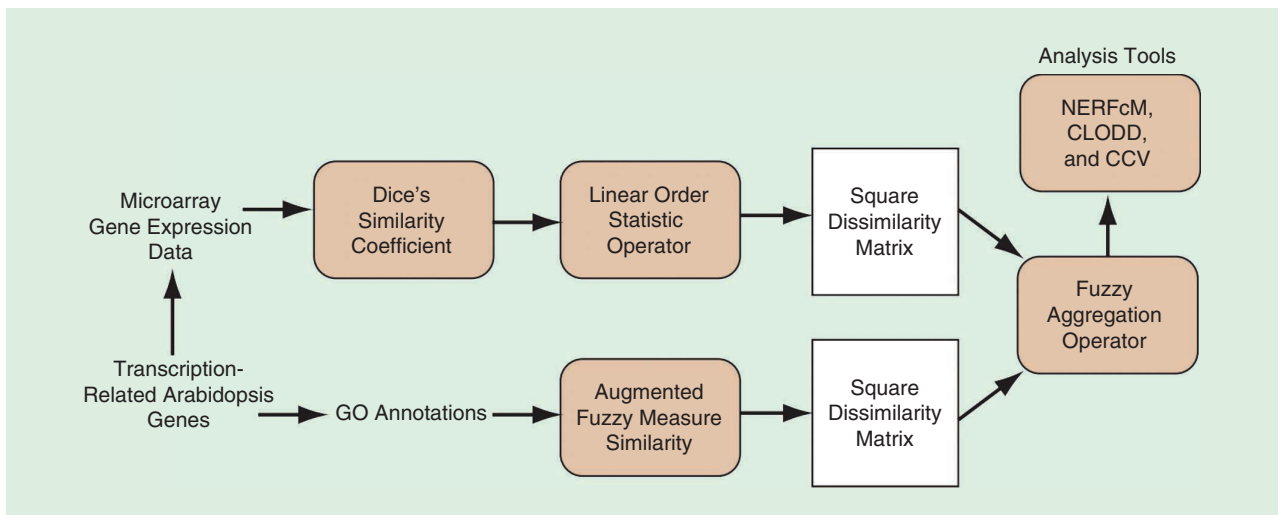 Analysis Tools
NERFcM,
CLODD,
and CCV
Microarray
Gene Expression
Data
Dice's
Similarity
Coefficient
Linear Order
Statistic
Operator
Square
Dissimilarity
Matrix
Fuzzy
Aggregation
Operator
Transcription-
Related Arabidopsis
Genes
GO Annotations
Augmented
Fuzzy Measure
Similarity
Square
Dissimilarity
Matrix